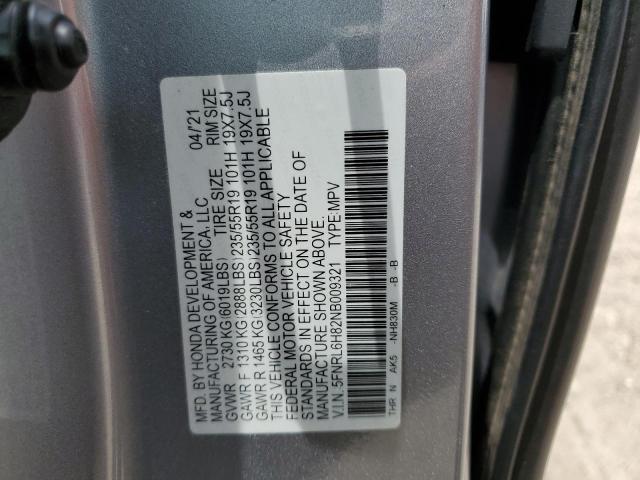 MFD. BY HONDA DEVELOPMENT & 04/'21
MANUFACTURING OF AMERICA, LLC
GVWR 2730 KG(6019LBS) TIRE SIZE RIM SIZE
GAWR F 1310 KG(2888LBS)235/55R19 101H 19X7.5J
GAWR R 1465 KG(3230LBS)235/55R19 101H 19X7.5J
THIS VEHICLE CONFORMS TO ALL APPLICABLE
FEDERAL MOTOR VEHICLE SAFETY
STANDARDS IN EFFECT ON THE DATE OF
MANUFACTURE SHOWN ABOVE.
V.I.N. 5FNRL6H82NB009321 TYPE:MPV
THR N AK5 -NH830M -B -B